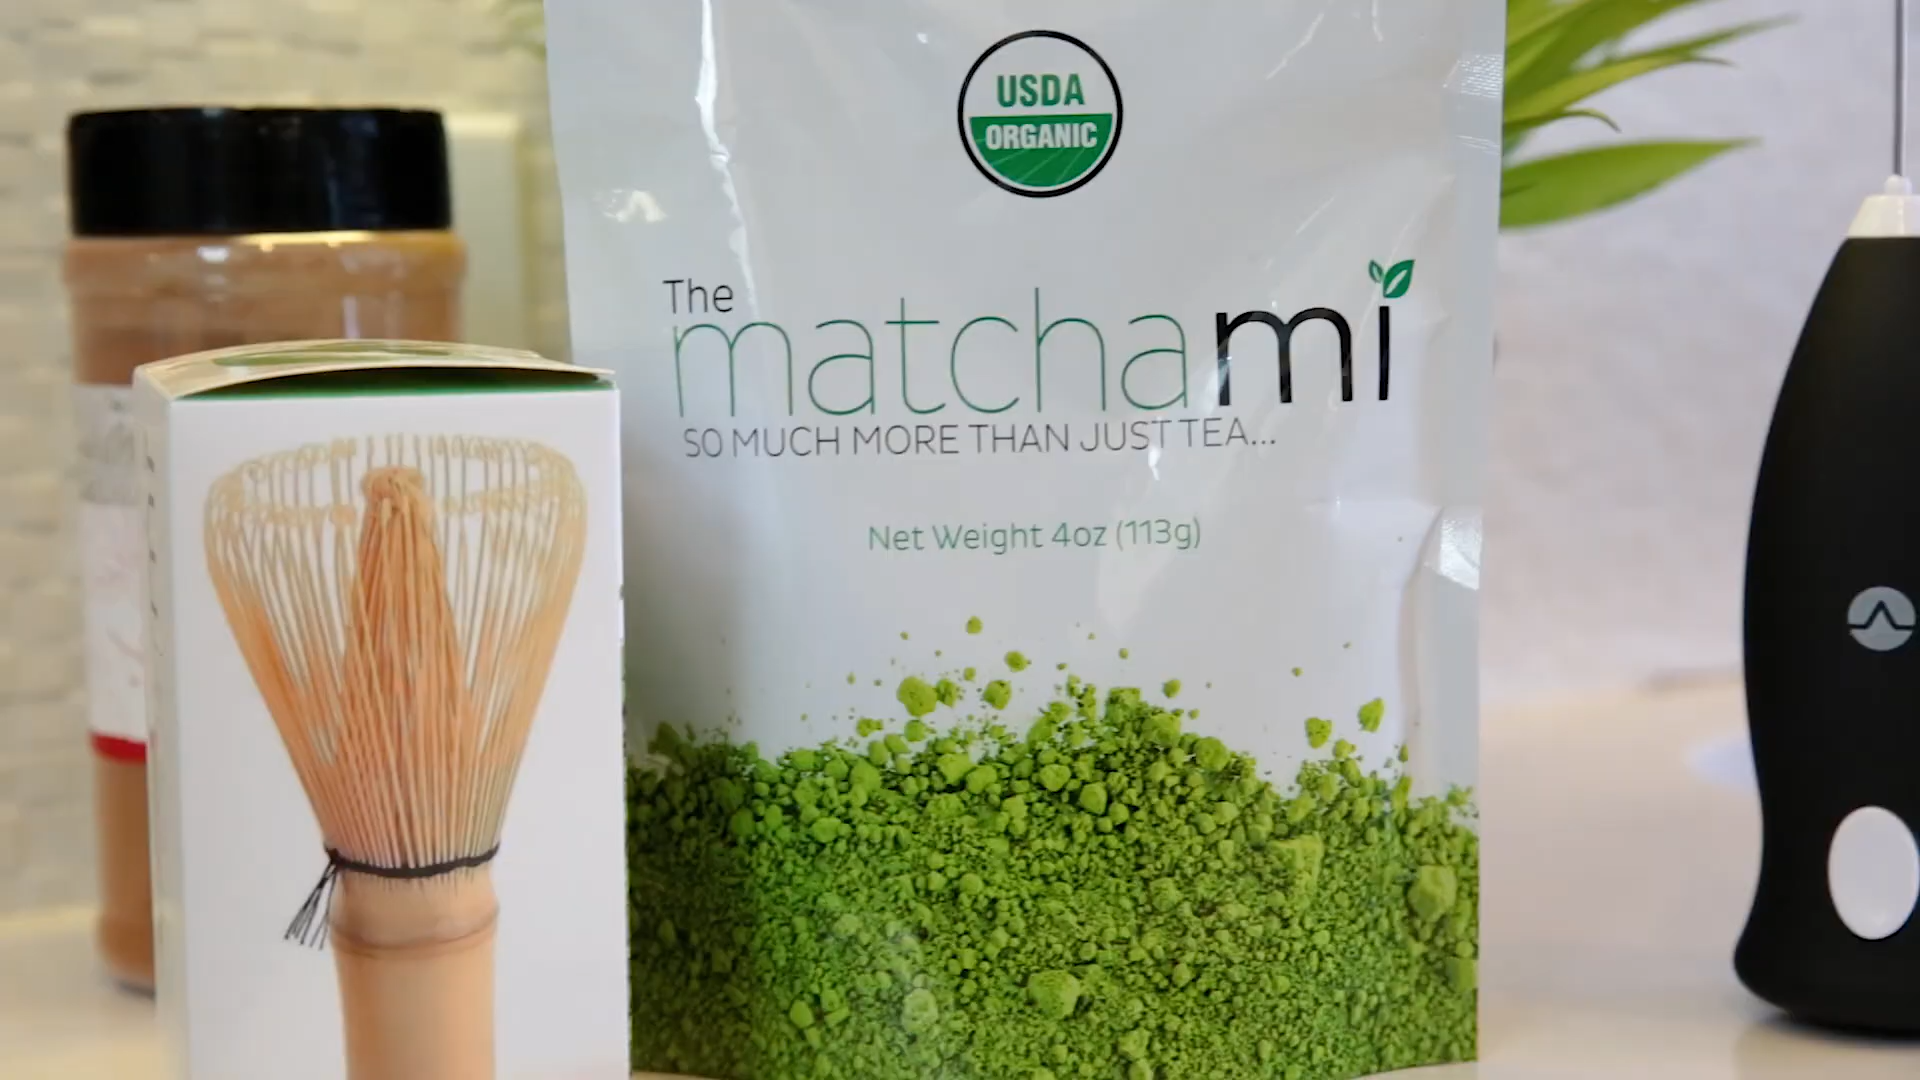 USDA
ORGANIC
The
matchami
SO MUCH MORE THAN JUST TEA...
Net Weight 4oz (113g)